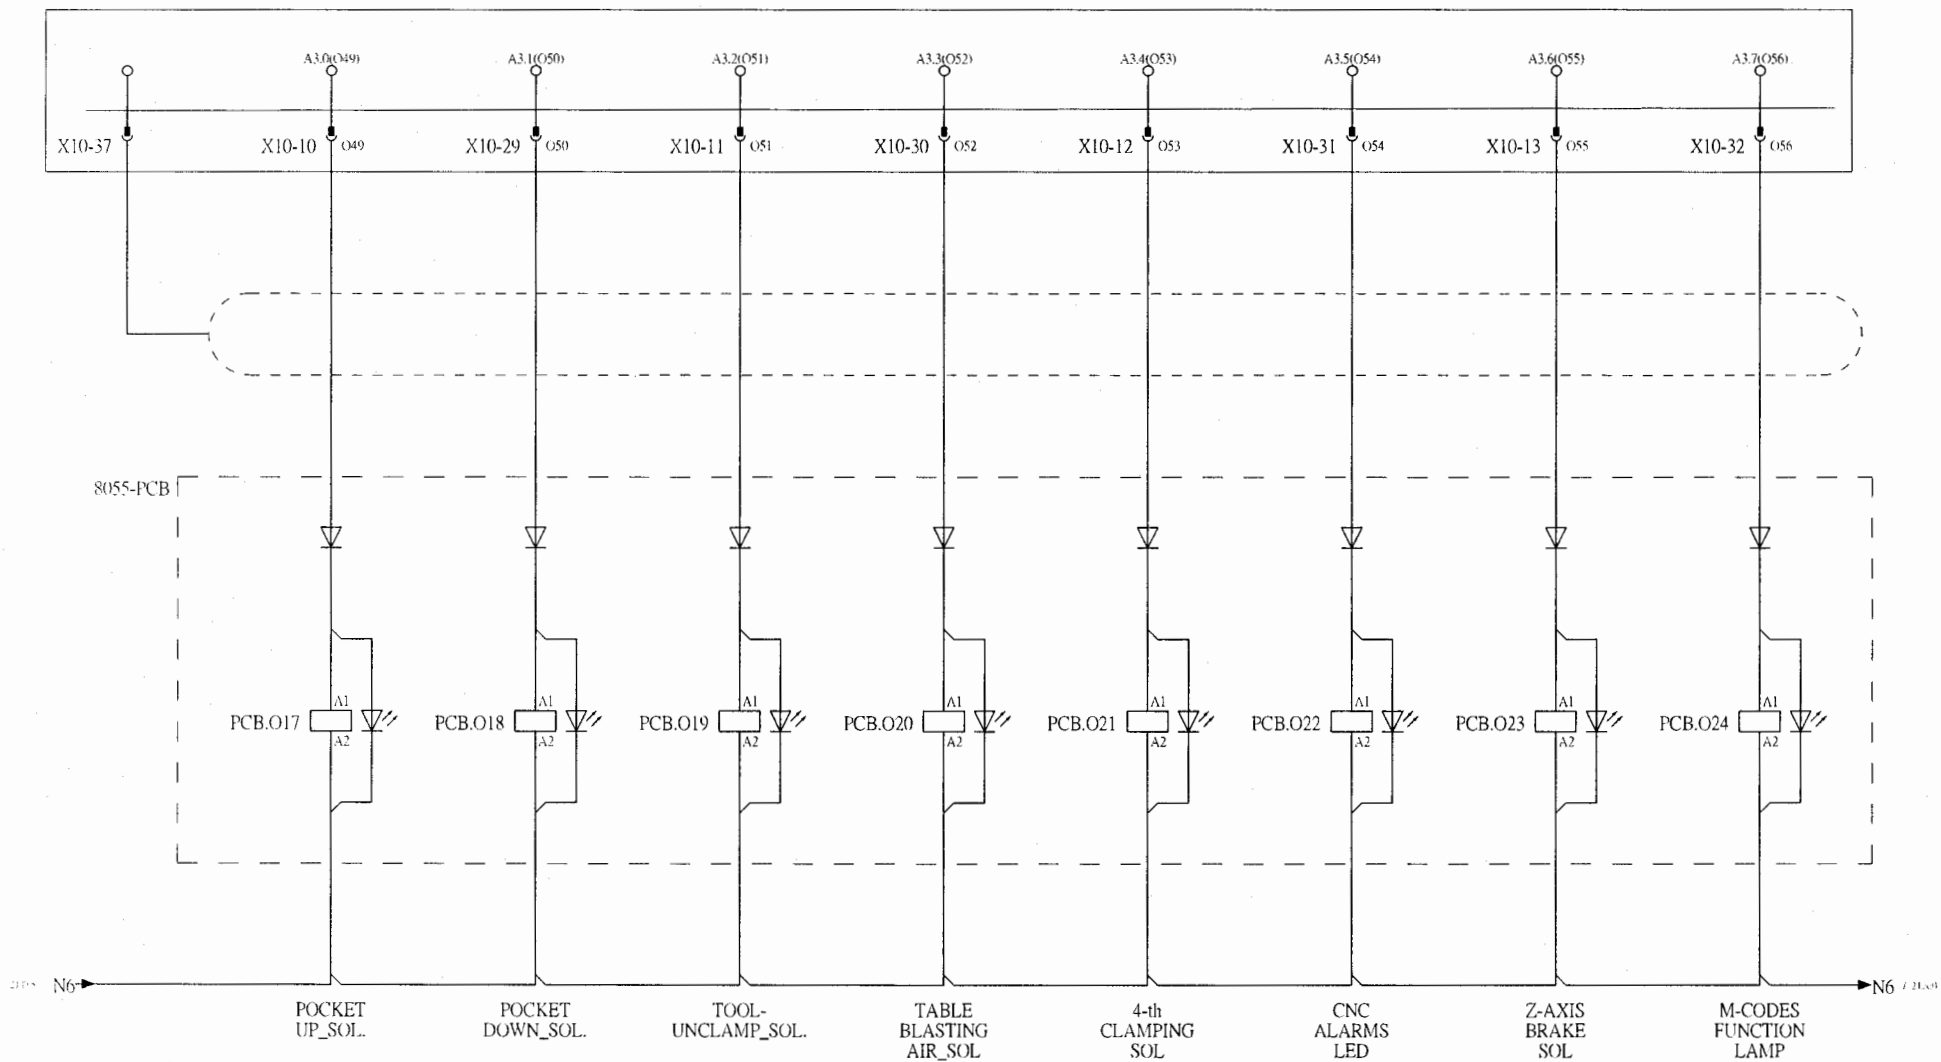 A3.0(O49) A3.1(O50) A3.2(O51) A3.3(O52) A3.4(O53) A3.5(O54) A3.6(O55) A3.7(O56)
X10-37 X10-10 O49 X10-29 O50 X10-11 O51 X10-30 O52 X10-12 O53 X10-31 O54 X10-13 O55 X10-32 O56
8055-PCB
A1 A1 A1 A1 A1 A1 A1 A1
PCB.O17 PCB.O18 PCB.O19 PCB.O20 PCB.O21 PCB.O22 PCB.O23 PCB.O24
A2 A2 A2 A2 A2 A2 A2 A2
N6 N6
POCKET
UP_SOL.
POCKET
DOWN_SOL.
TOOL-
UNCLAMP_SOL.
TABLE
BLASTING
AIR_SOL
4-th
CLAMPING
SOL
CNC
ALARMS
LED
Z-AXIS
BRAKE
SOL
M-CODES
FUNCTION
LAMP